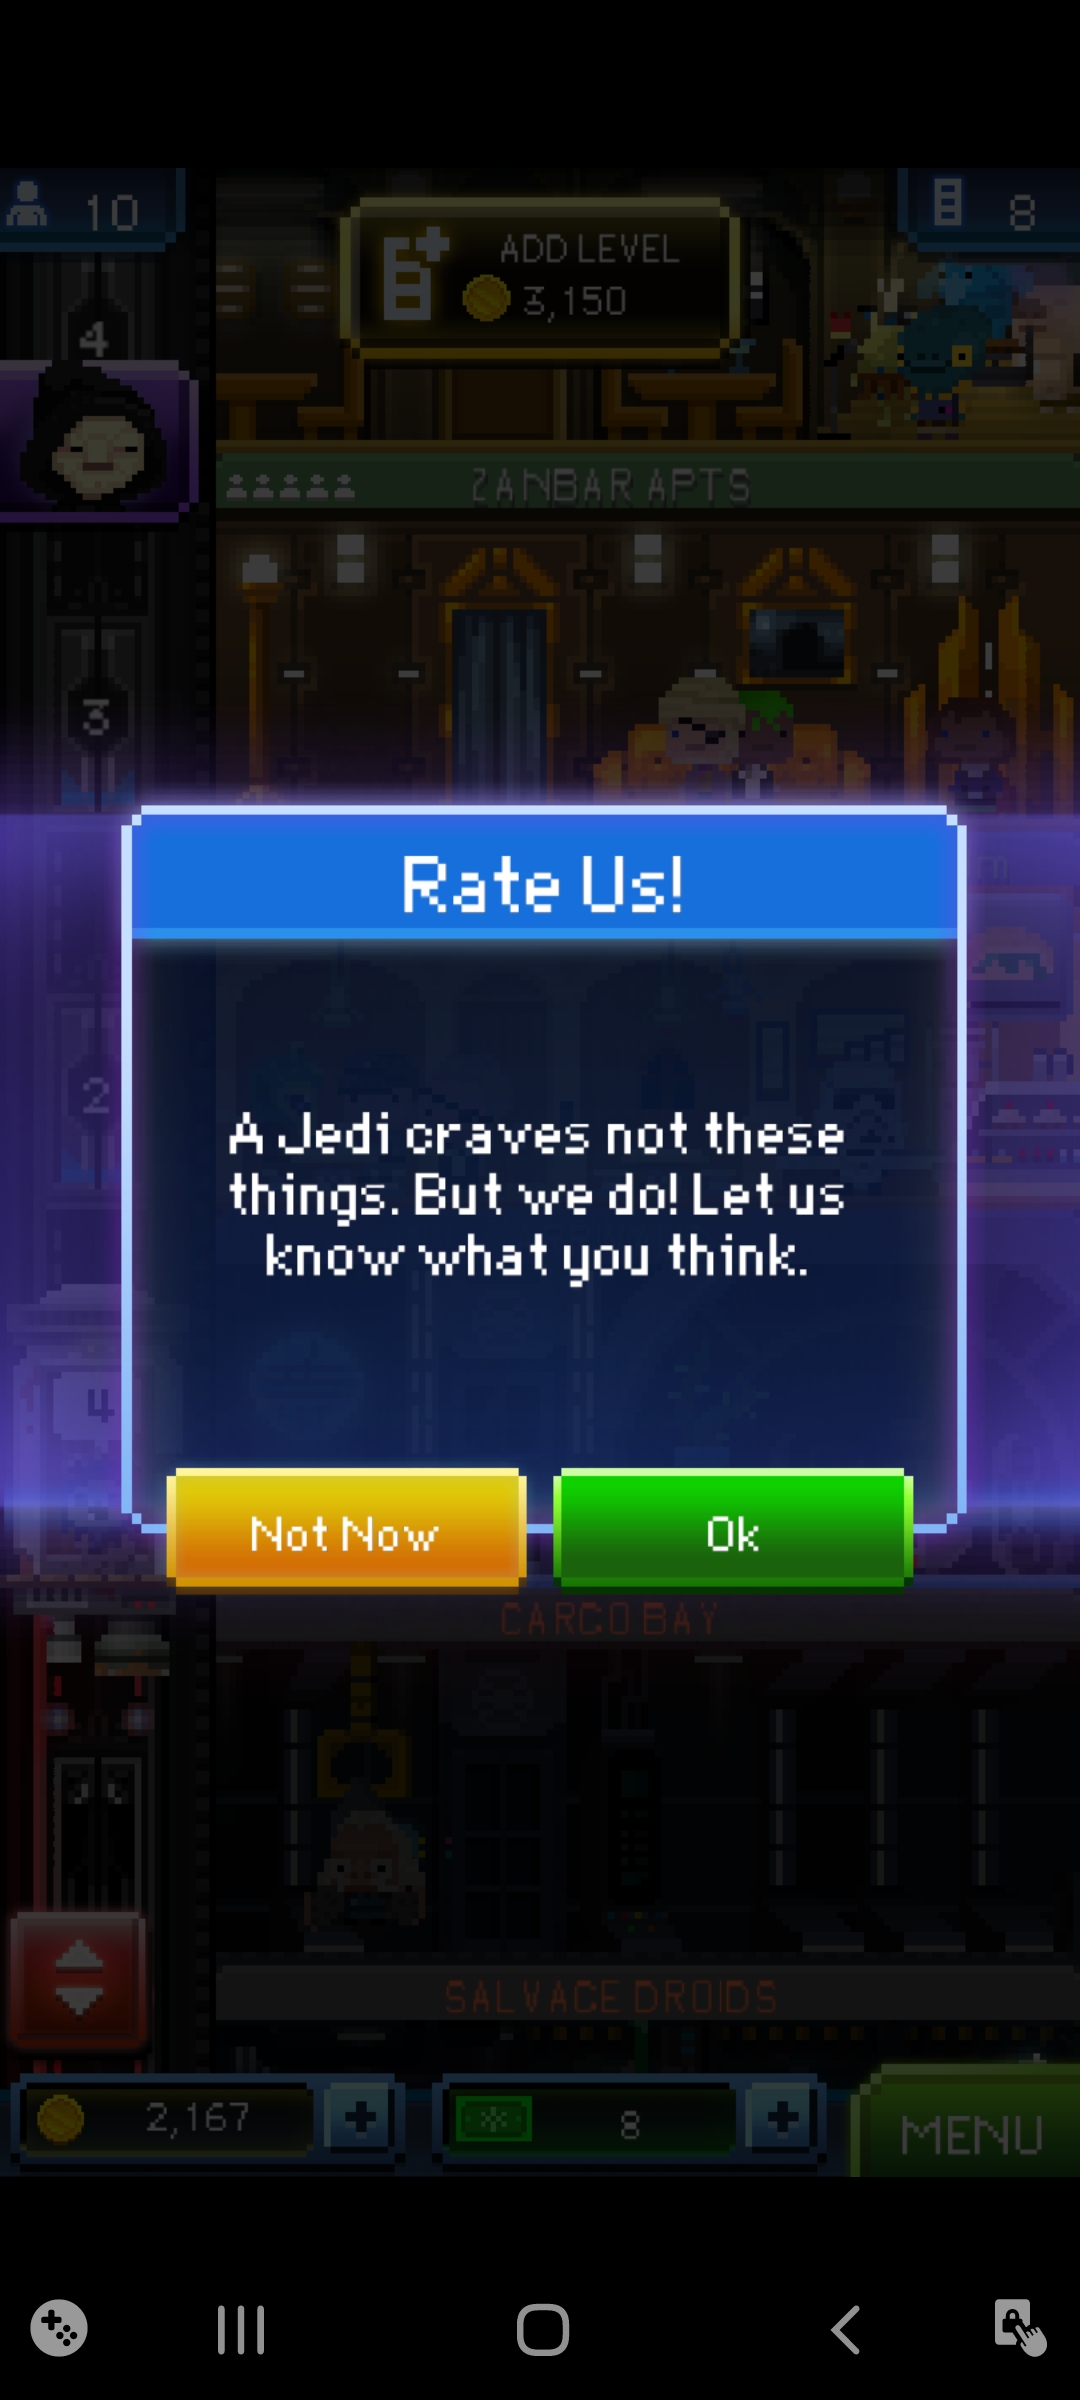 10
8
ADD LEVEL
3,150
4
ZANBAR APTS
3
Rate Us!
2
A Jedi craves not these
things. But we do! Let us
know what you think.
4
Not Now
Ok
CARGO BAY
SALVAGE DROIDS
2,167
8
MENU